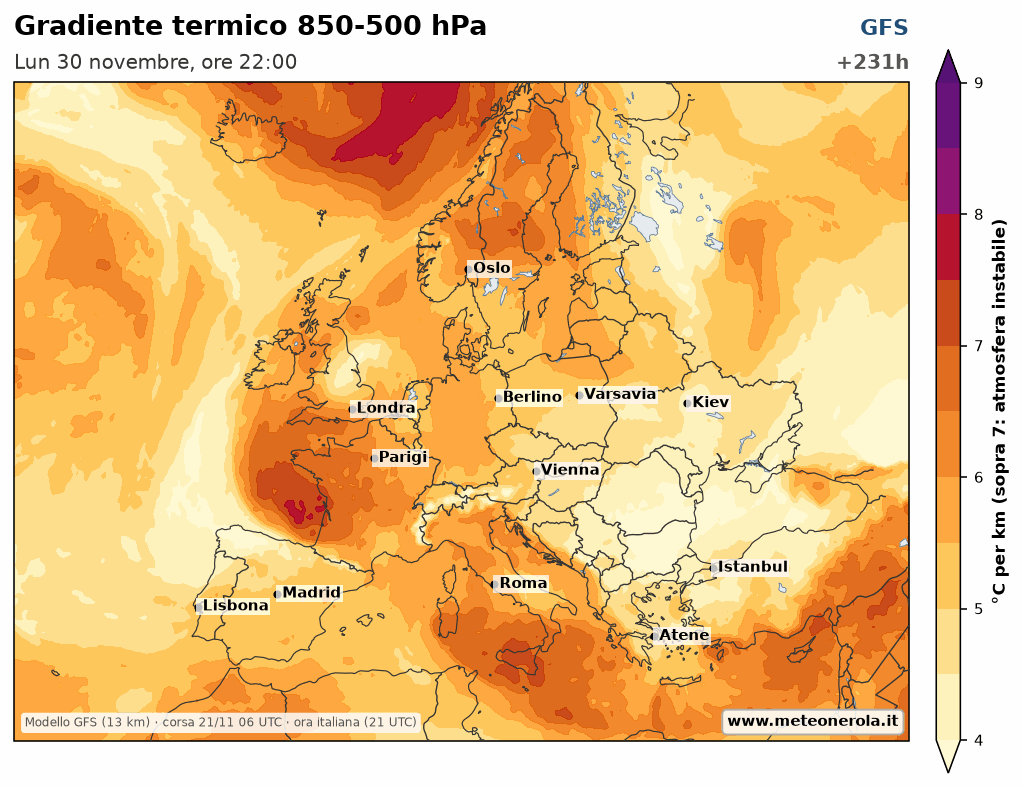 Gradiente termico 850-500 hPa
GFS
Lun 30 novembre, ore 22:00
+231h
Oslo
Londra
Berlino
Varsavia
Kiev
Parigi
Vienna
Istanbul
Madrid
Roma
Lisbona
Atene
Modello GFS (13 km) · corsa 21/11 06 UTC · ora italiana (21 UTC)
www.meteonerola.it
9
8
7
6
5
4
°C per km (sopra 7: atmosfera instabile)